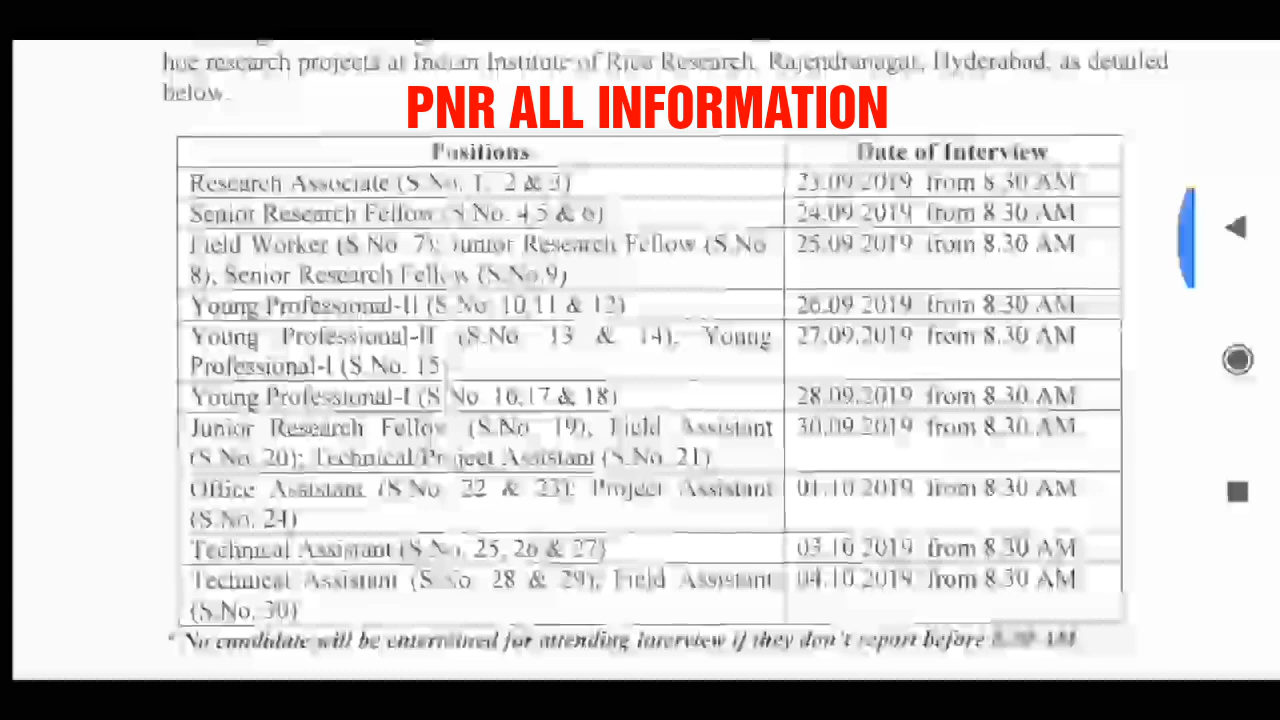 hoc research projects at Indian Institute of Rice Research, Rajendranagar, Hyderabad, as detailed
below.
PNR ALL INFORMATION
Positions Date of Interview
Research Associate (S.No. 1, 2 & 3) 23.09.2019 from 8.30 AM
Senior Research Fellow (S.No. 4,5 & 6) 24.09.2019 from 8.30 AM
Field Worker (S.No. 7); Junior Research Fellow (S.No. 25.09.2019 from 8.30 AM
8), Senior Research Fellow (S.No.9)
Young Professional-II (S.No. 10,11 & 12) 26.09.2019 from 8.30 AM
Young Professional-II (S.No. 13 & 14), Young 27.09.2019 from 8.30 AM
Professional-I (S.No. 15)
Young Professional-I (S.No. 16,17 & 18) 28.09.2019 from 8.30 AM
Junior Research Fellow (S.No. 19), Field Assistant 30.09.2019 from 8.30 AM
(S.No. 20); Technical/Project Assistant (S.No. 21)
Office Assistant (S.No. 22 & 23); Project Assistant 01.10.2019 from 8.30 AM
(S.No. 24)
Technical Assistant (S.No. 25, 26 & 27) 03.10.2019 from 8.30 AM
Technical Assistant (S.No. 28 & 29), Field Assistant 04.10.2019 from 8.30 AM
(S.No. 30)
* No candidate will be entertained for attending interview if they don't report before AM